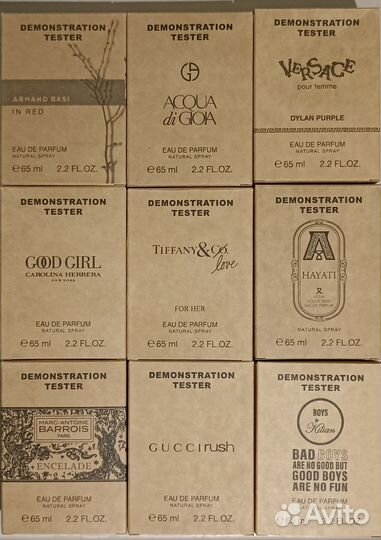 DEMONSTRATION
TESTER
ARMAND BASI
IN RED
EAU DE PARFUM
NATURAL SPRAY
℮ 65 ml 2.2 FL.OZ.
DEMONSTRATION
TESTER
GA
ACQUA
di GIOIA
EAU DE PARFUM
NATURAL SPRAY
℮ 65 ml 2.2 FL.OZ.
DEMONSTRATION
TESTER
VERSACE
pour femme
DYLAN PURPLE
EAU DE PARFUM
NATURAL SPRAY
℮ 65 ml 2.2 FL.OZ.
DEMONSTRATION
TESTER
GOOD GIRL
CAROLINA HERRERA
NEW YORK
EAU DE PARFUM
NATURAL SPRAY
℮ 65 ml 2.2 FL.OZ.
DEMONSTRATION
TESTER
TIFFANY & CO.
love
FOR HER
EAU DE PARFUM
NATURAL SPRAY
℮ 65 ml 2.2 FL.OZ.
DEMONSTRATION
TESTER
A
HAYATI
COLLECTION
EAU DE PARFUM
NATURAL SPRAY
℮ 65 ml 2.2 FL.OZ.
DEMONSTRATION
TESTER
MARC-ANTOINE
BARROIS
PARIS
ENCELADE
EAU DE PARFUM
NATURAL SPRAY
℮ 65 ml 2.2 FL.OZ.
DEMONSTRATION
TESTER
GUCCI rush
EAU DE PARFUM
NATURAL SPRAY
℮ 65 ml 2.2 FL.OZ.
DEMONSTRATION
TESTER
BOYS
by
Kilian
BAD BOYS
ARE NO GOOD BUT
GOOD BOYS
ARE NO FUN
EAU DE PARFUM
NATURAL SPRAY
Avito